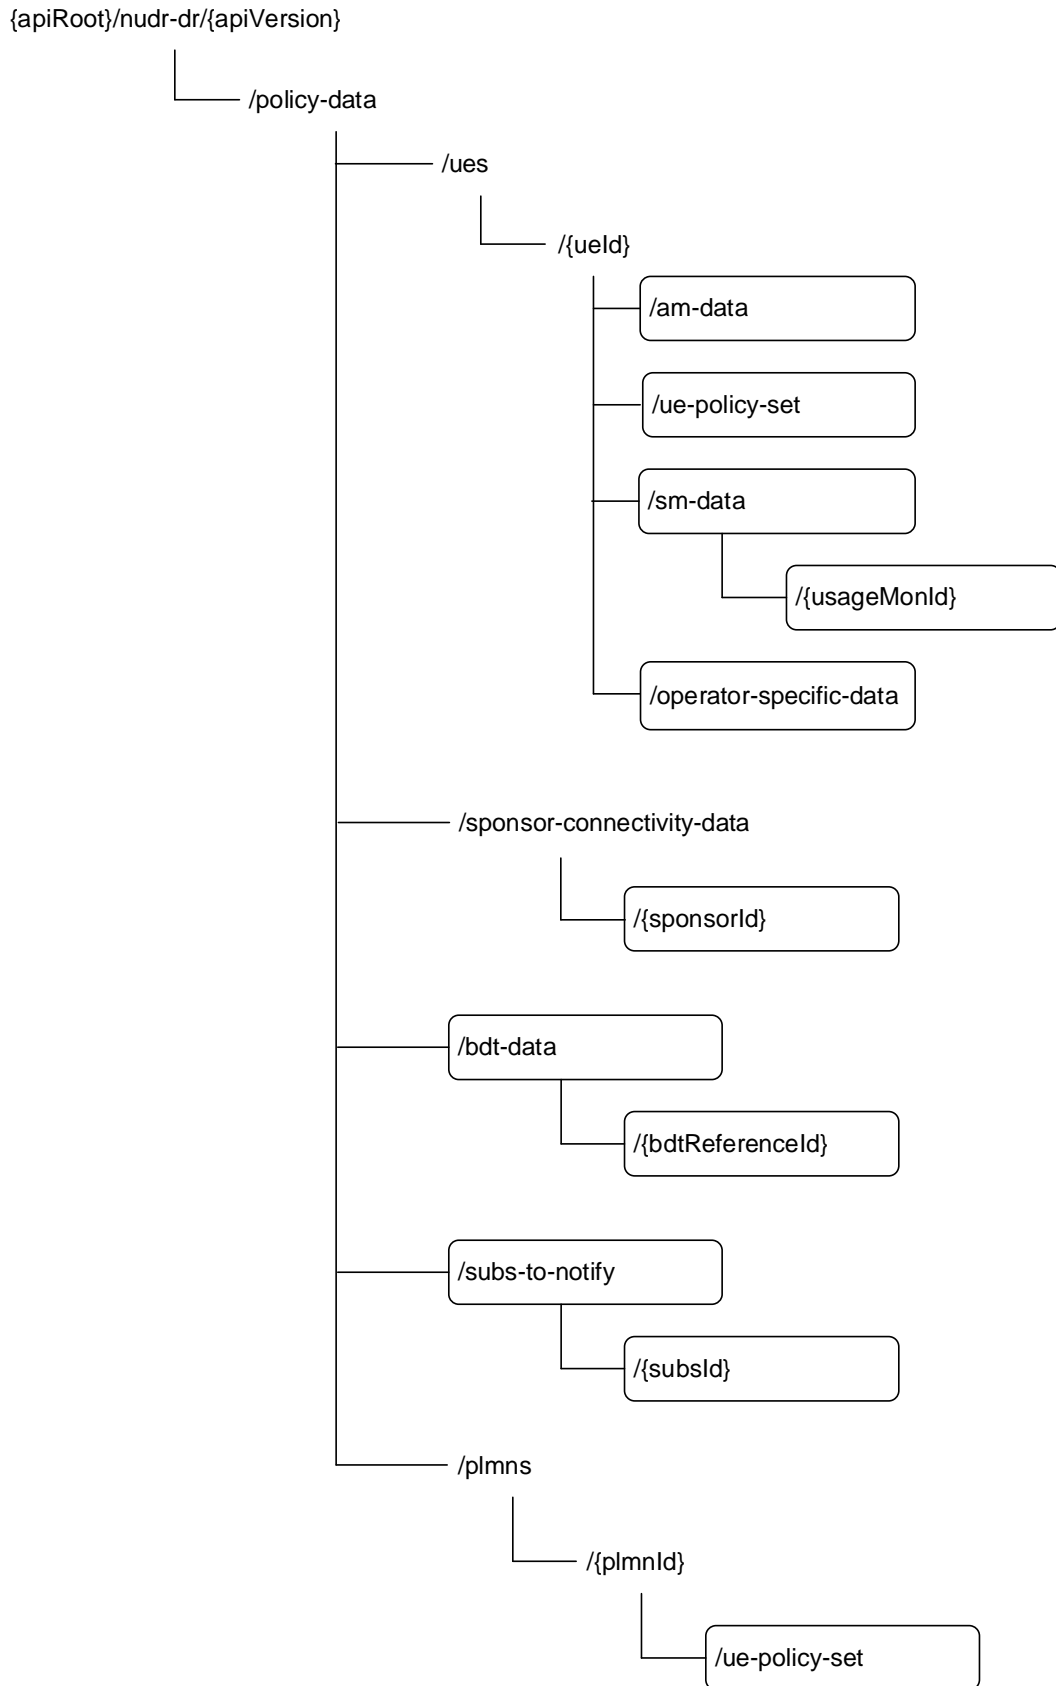 {apiRoot}/nudr-dr/{apiVersion}
/policy-data
/ues
/{ueId}
/am-data
/ue-policy-set
/sm-data
/{usageMonId}
/operator-specific-data
/sponsor-connectivity-data
/{sponsorId}
/bdt-data
/{bdtReferenceId}
/subs-to-notify
/{subsId}
/plmns
/{plmnId}
/ue-policy-set